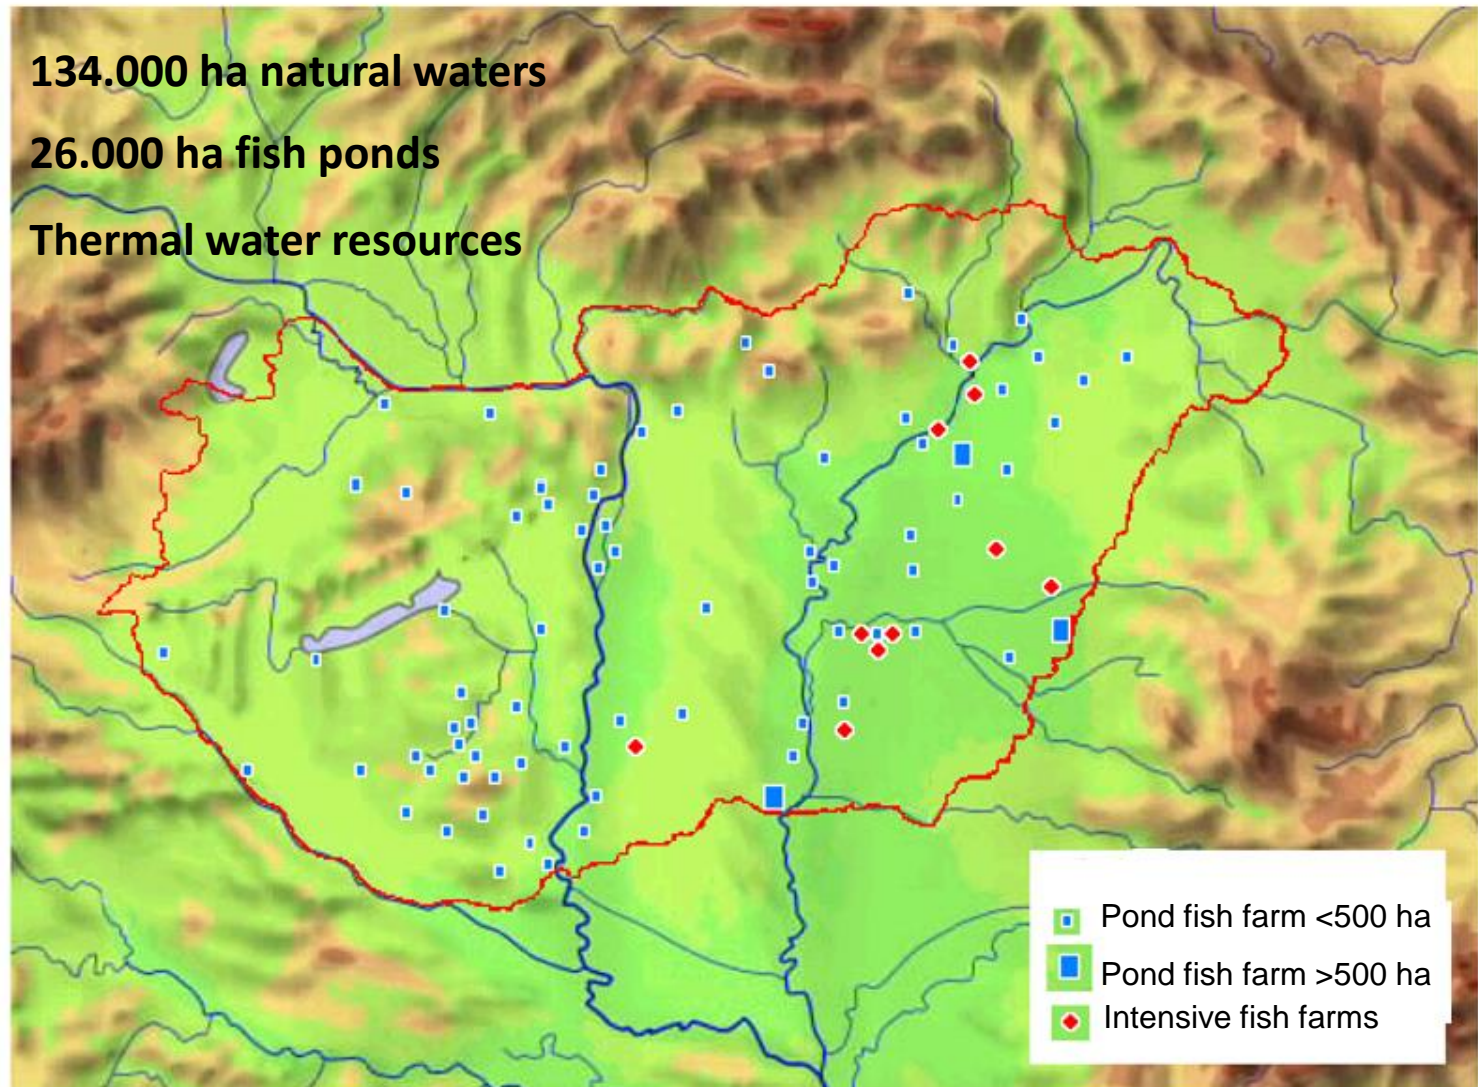 134.000 ha natural waters
26.000 ha fish ponds
Thermal water resources
Pond fish farm <500 ha
Pond fish farm >500 ha
Intensive fish farms